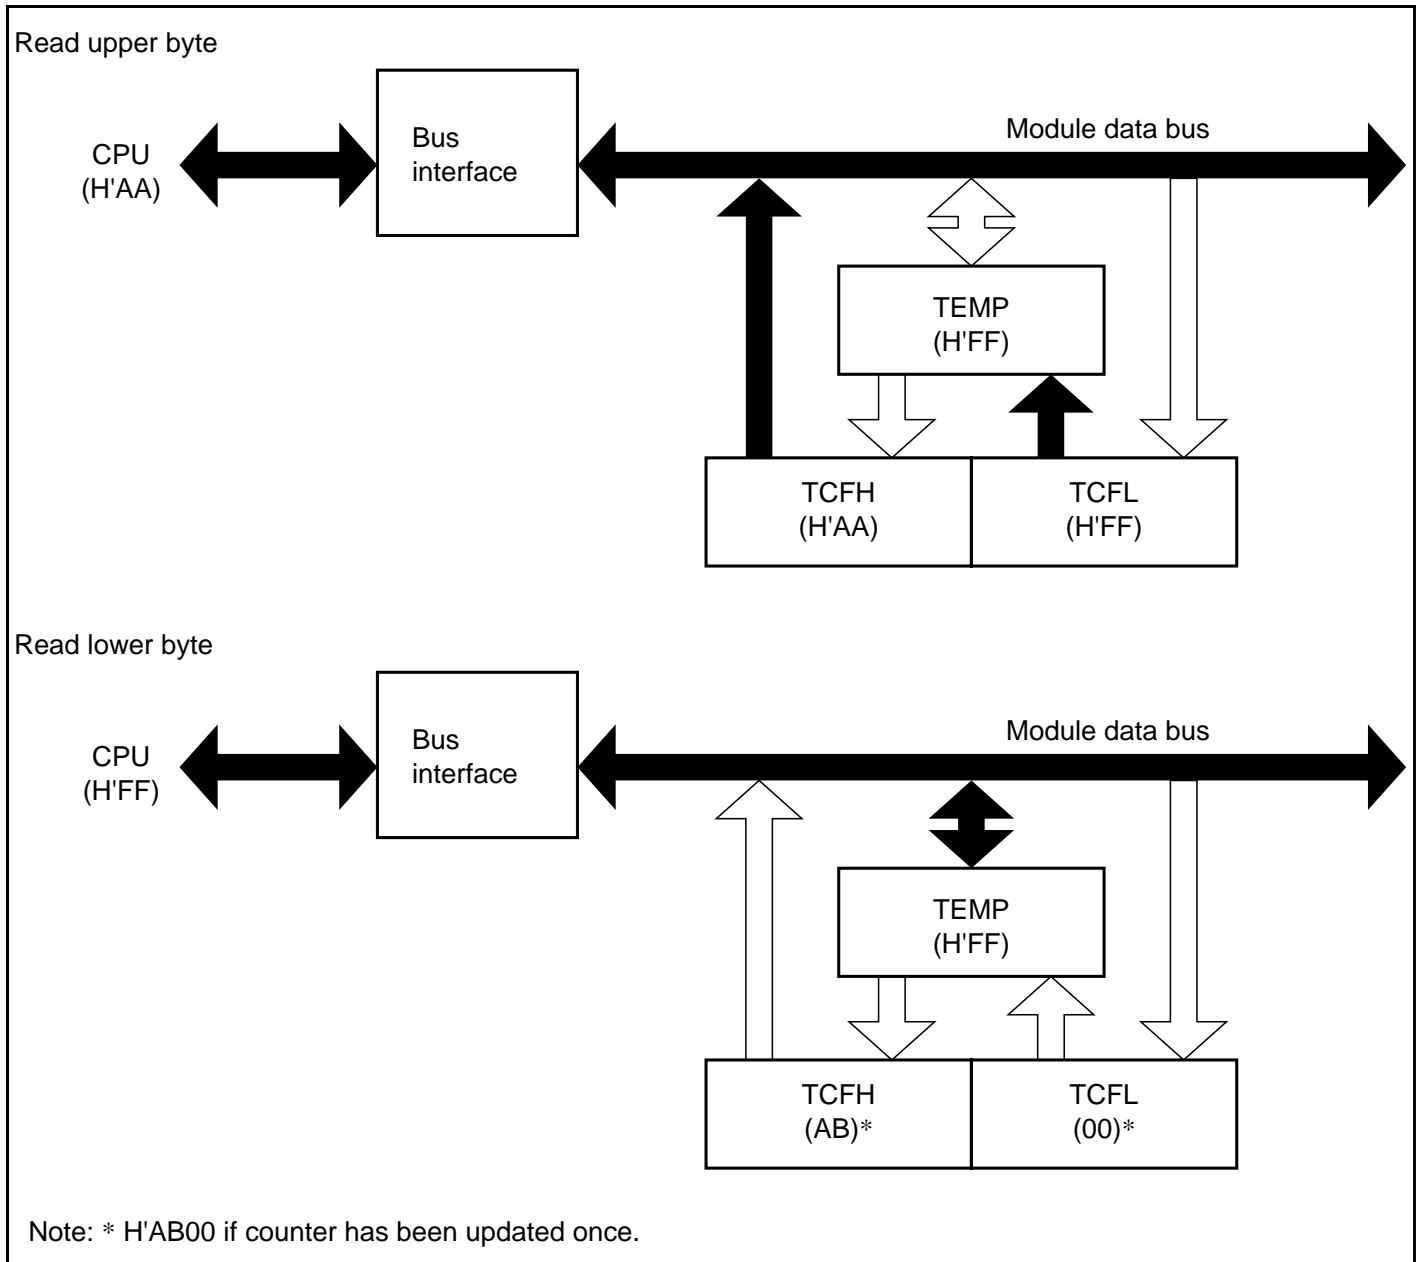 Read upper byte
CPU
(H'AA)
Bus
interface
Module data bus
TEMP
(H'FF)
TCFH
(H'AA)
TCFL
(H'FF)
Read lower byte
CPU
(H'FF)
Bus
interface
Module data bus
TEMP
(H'FF)
TCFH
(AB)*
TCFL
(00)*
Note: * H'AB00 if counter has been updated once.